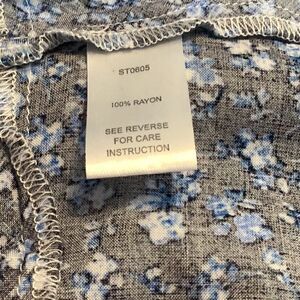 ST0605
100% RAYON
SEE REVERSE
FOR CARE
INSTRUCTION